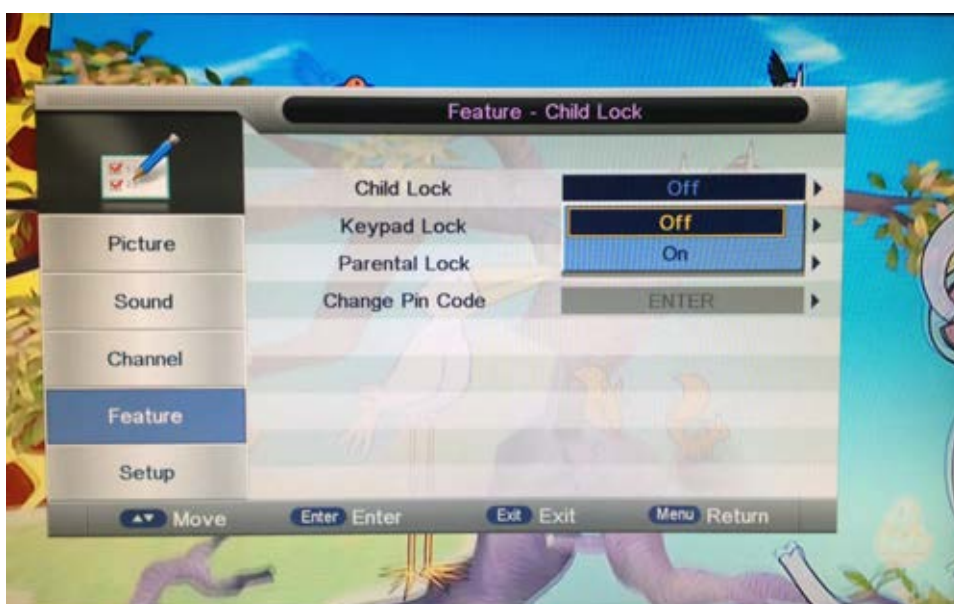 Feature - Child Lock
Child Lock Off
Keypad Lock Off
Parental Lock On
Change Pin Code ENTER
Picture
Sound
Channel
Feature
Setup
Move Enter Enter Exit Exit Menu Return